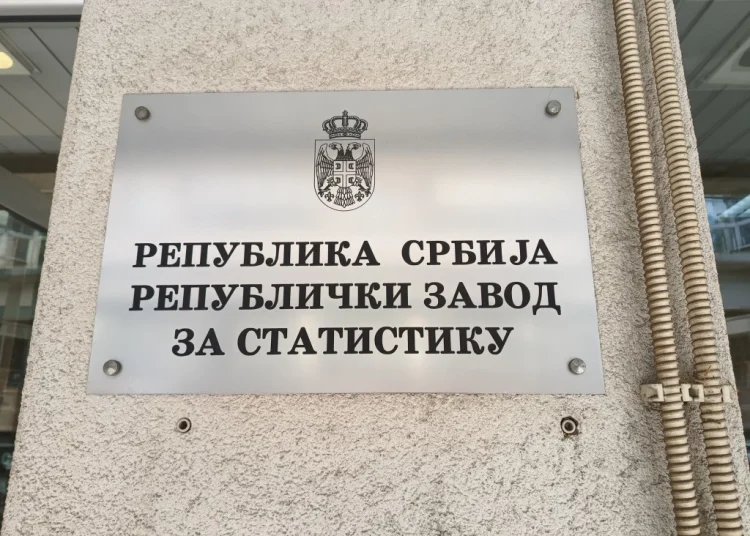 РЕПУБЛИКА СРБИЈА
РЕПУБЛИЧКИ ЗАВОД
ЗА СТАТИСТИКУ